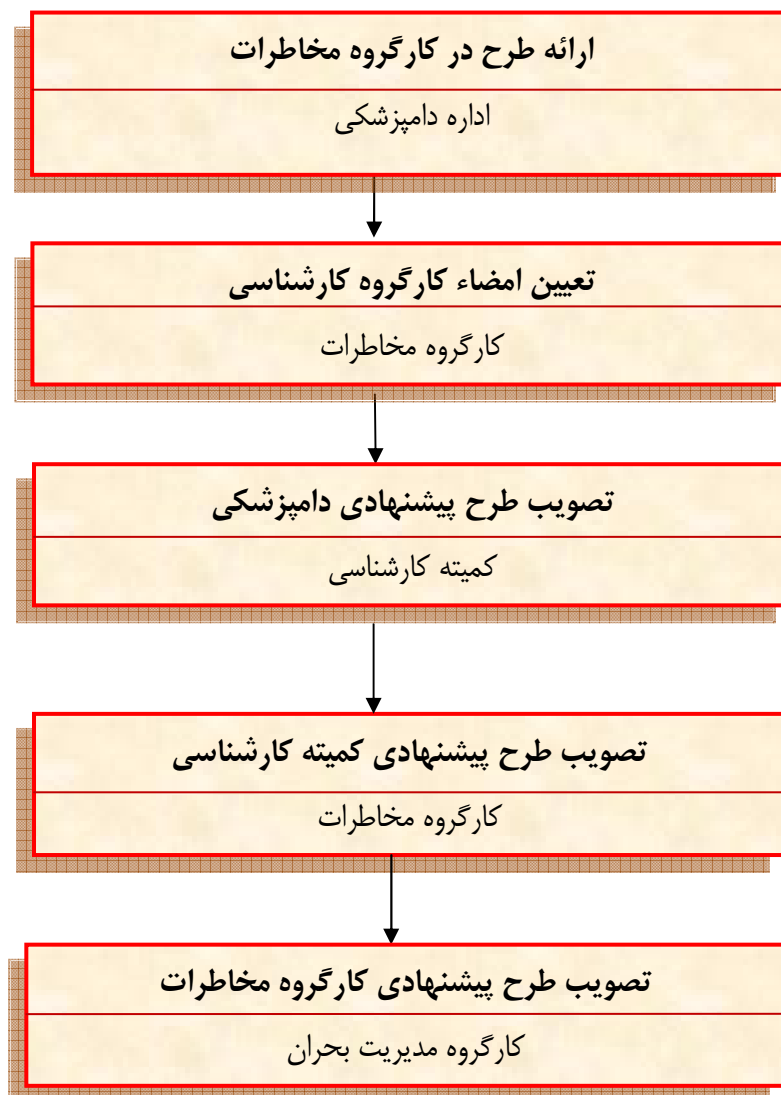 ارائه طرح در کارگروه مخاطرات
اداره دامپزشکی
تعیین امضاء کارگروه کارشناسی
کارگروه مخاطرات
تصویب طرح پیشنهادی دامپزشکی
کمیته کارشناسی
تصویب طرح پیشنهادی کمیته کارشناسی
کارگروه مخاطرات
تصویب طرح پیشنهادی کارگروه مخاطرات
کارگروه مدیریت بحران